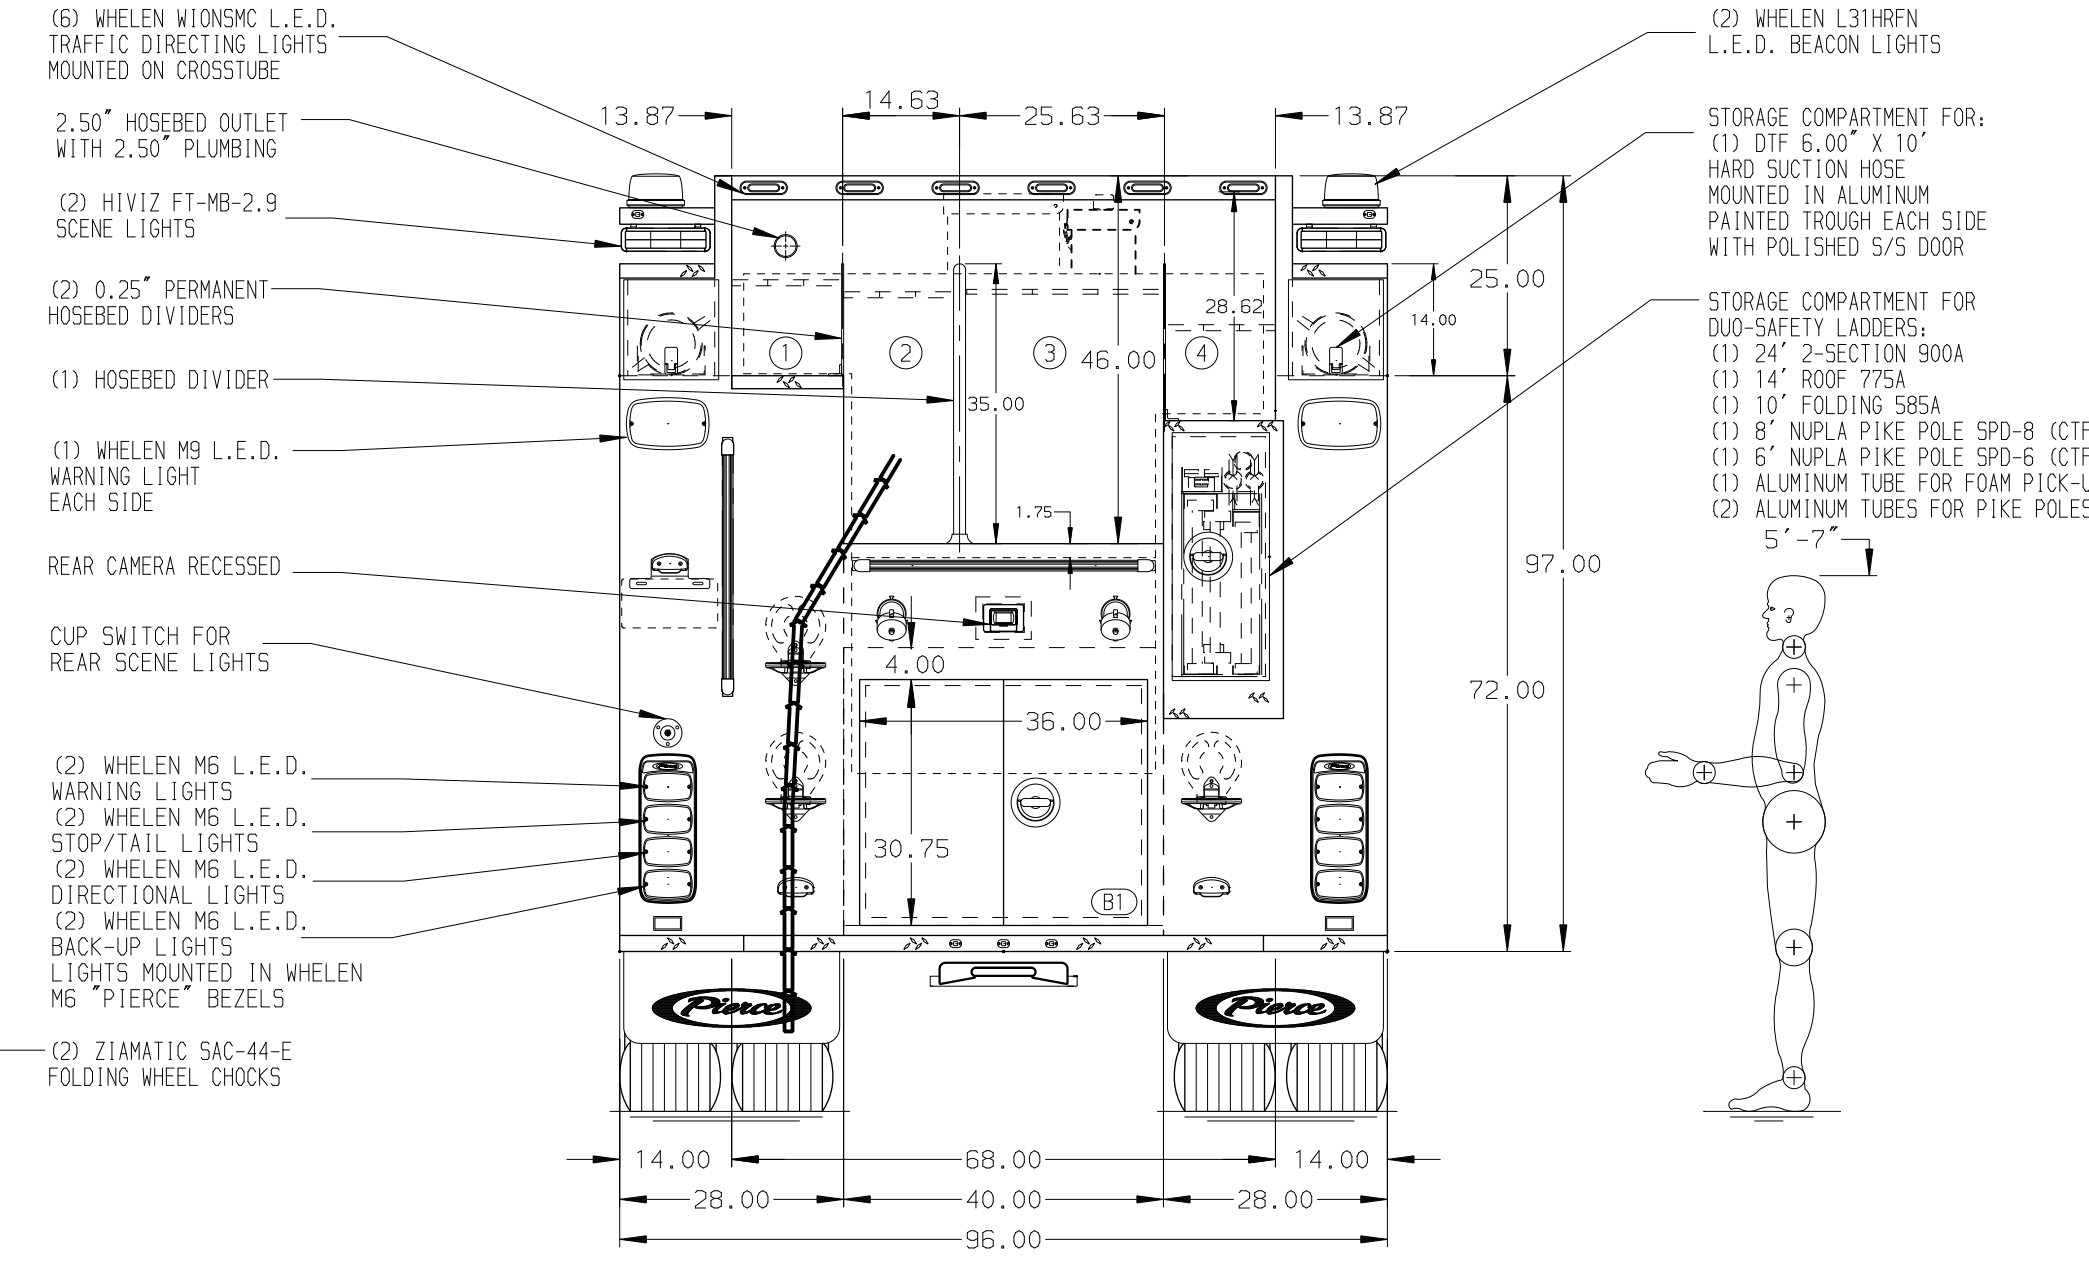 (6) WHELEN WIONSMC L.E.D.
TRAFFIC DIRECTING LIGHTS
MOUNTED ON CROSSTUBE
2.50" HOSEBED OUTLET
WITH 2.50" PLUMBING
(2) HIVIZ FT-MB-2.9
SCENE LIGHTS
(2) 0.25" PERMANENT
HOSEBED DIVIDERS
(1) HOSEBED DIVIDER
(1) WHELEN M9 L.E.D.
WARNING LIGHT
EACH SIDE
REAR CAMERA RECESSED
CUP SWITCH FOR
REAR SCENE LIGHTS
(2) WHELEN M6 L.E.D.
WARNING LIGHTS
(2) WHELEN M6 L.E.D.
STOP/TAIL LIGHTS
(2) WHELEN M6 L.E.D.
DIRECTIONAL LIGHTS
(2) WHELEN M6 L.E.D.
BACK-UP LIGHTS
LIGHTS MOUNTED IN WHELEN
M6 "PIERCE" BEZELS
(2) ZIAMATIC SAC-44-E
FOLDING WHEEL CHOCKS
13.87
14.63
25.63
13.87
1
2
3
4
28.62
46.00
35.00
14.00
25.00
1.75
97.00
72.00
4.00
36.00
30.75
B1
Pierce
Pierce
Pierce
Pierce
14.00
68.00
14.00
28.00
40.00
28.00
96.00
(2) WHELEN L31HRFN
L.E.D. BEACON LIGHTS
STORAGE COMPARTMENT FOR:
(1) DTF 6.00" X 10'
HARD SUCTION HOSE
MOUNTED IN ALUMINUM
PAINTED TROUGH EACH SIDE
WITH POLISHED S/S DOOR
STORAGE COMPARTMENT FOR
DUO-SAFETY LADDERS:
(1) 24' 2-SECTION 900A
(1) 14' ROOF 775A
(1) 10' FOLDING 585A
(1) 8' NUPLA PIKE POLE SPD-8 (CTF
(1) 6' NUPLA PIKE POLE SPD-6 (CTF
(1) ALUMINUM TUBE FOR FOAM PICK-U
(2) ALUMINUM TUBES FOR PIKE POLES
5'-7"